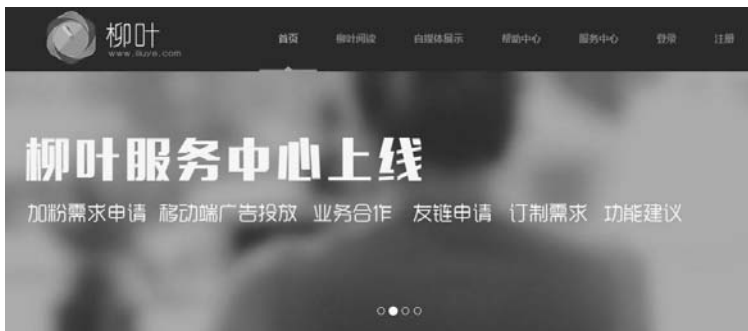 柳叶
www.iliuye.com
首页 柳叶阅读 自媒体展示 帮助中心 服务中心 登录 注册
柳叶服务中心上线
加粉需求申请 移动端广告投放 业务合作 友链申请 订制需求 功能建议